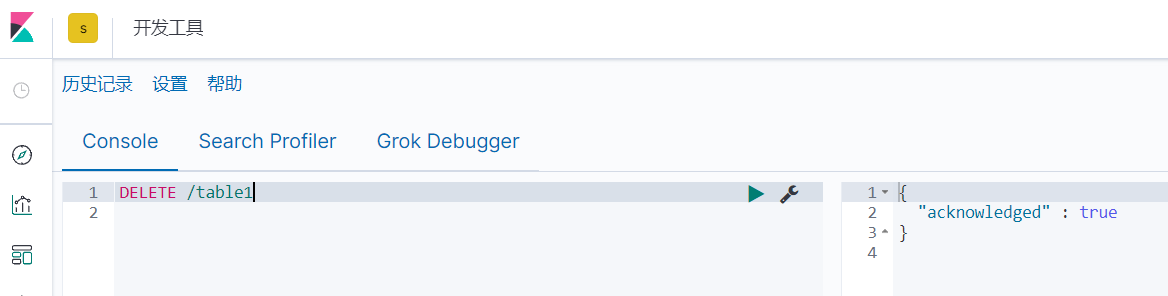 s 开发工具
历史记录 设置 帮助
Console Search Profiler Grok Debugger
1 DELETE /table1
2
1 {
2 "acknowledged" : true
3 }
4